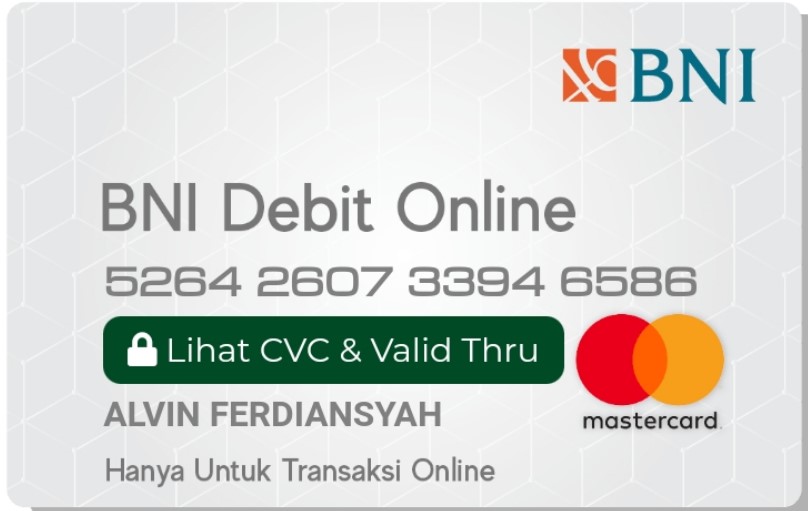 BNI
BNI Debit Online
5264 2607 3394 6586
Lihat CVC & Valid Thru
ALVIN FERDIANSYAH
mastercard
Hanya Untuk Transaksi Online